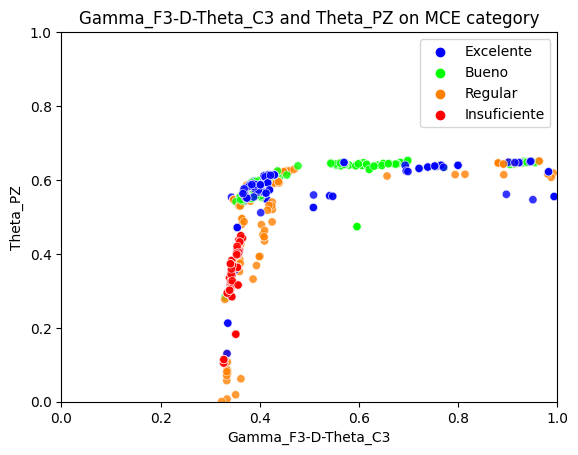 Gamma_F3-D-Theta_C3 and Theta_PZ on MCE category
1.0
0.8
0.6
0.4
0.2
0.0
Theta_PZ
Excelente
Bueno
Regular
Insuficiente
0.0 0.2 0.4 0.6 0.8 1.0
Gamma_F3-D-Theta_C3